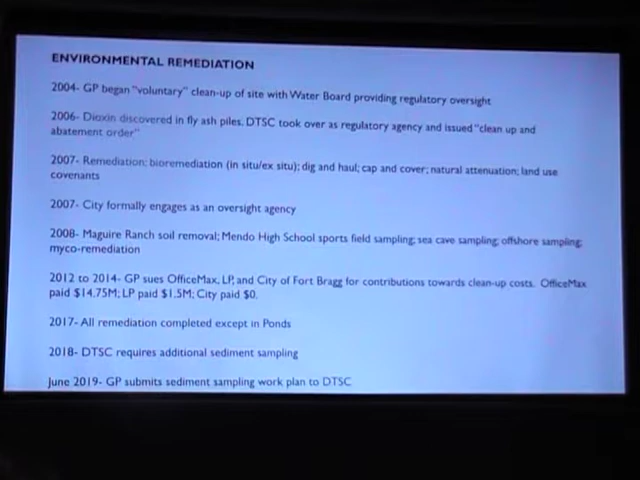 ENVIRONMENTAL REMEDIATION
2004- GP began "voluntary" clean-up of site with Water Board providing regulatory oversight
2006- Dioxin discovered in fly ash piles. DTSC took over as regulatory agency and issued "clean up and
abatement order"
2007- Remediation: bioremediation (in situ/ex situ); dig and haul; cap and cover; natural attenuation; land use
covenants
2007- City formally engages as an oversight agency
2008- Maguire Ranch soil removal; Mendo High School sports field sampling; sea cave sampling; offshore sampling;
myco-remediation
2012 to 2014- GP sues OfficeMax, LP, and City of Fort Bragg for contributions towards clean-up costs. OfficeMax
paid $14.75M; LP paid $1.5M; City paid $0.
2017- All remediation completed except in Ponds
2018- DTSC requires additional sediment sampling
June 2019- GP submits sediment sampling work plan to DTSC